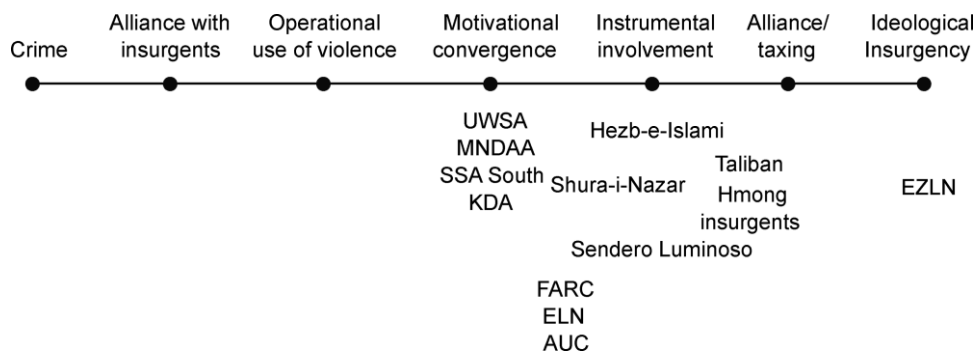 Crime
Alliance with
insurgents
Operational
use of violence
Motivational
convergence
Instrumental
involvement
Alliance/
taxing
Ideological
Insurgency
UWSA
MNDAA
SSA South
KDA
Hezb-e-Islami
Shura-i-Nazar
Taliban
Hmong
insurgents
EZLN
Sendero Luminoso
FARC
ELN
AUC